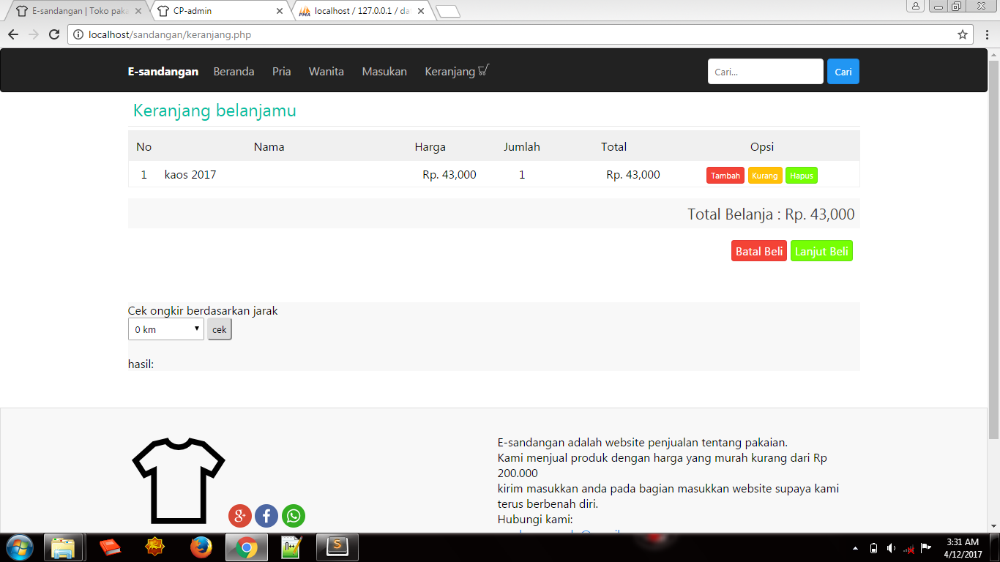 E-sandangan | Toko paka
CP-admin
localhost / 127.0.0.1 / da
localhost/sandangan/keranjang.php
E-sandangan Beranda Pria Wanita Masukan Keranjang Cari... Cari
Keranjang belanjamu
No Nama Harga Jumlah Total Opsi
1 kaos 2017 Rp. 43,000 1 Rp. 43,000 Tambah Kurang Hapus
Total Belanja : Rp. 43,000
Batal Beli Lanjut Beli
Cek ongkir berdasarkan jarak
0 km cek
hasil:
E-sandangan adalah website penjualan tentang pakaian.
Kami menjual produk dengan harga yang murah kurang dari Rp
200.000
kirim masukkan anda pada bagian masukkan website supaya kami
terus berbenah diri.
Hubungi kami:
3:31 AM
4/12/2017